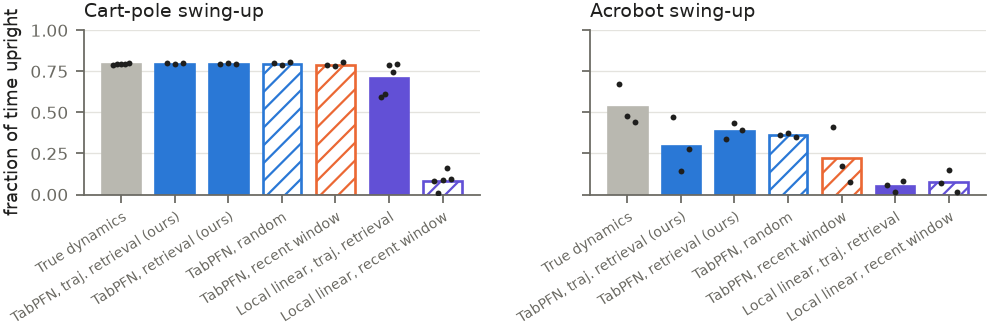 Cart-pole swing-up
Acrobot swing-up
fraction of time upright
1.00
0.75
0.50
0.25
0.00
True dynamics
TabPFN, traj. retrieval (ours)
TabPFN, retrieval (ours)
TabPFN, random
TabPFN, recent window
Local linear, traj. retrieval
Local linear, recent window
True dynamics
TabPFN, traj. retrieval (ours)
TabPFN, retrieval (ours)
TabPFN, random
TabPFN, recent window
Local linear, traj. retrieval
Local linear, recent window